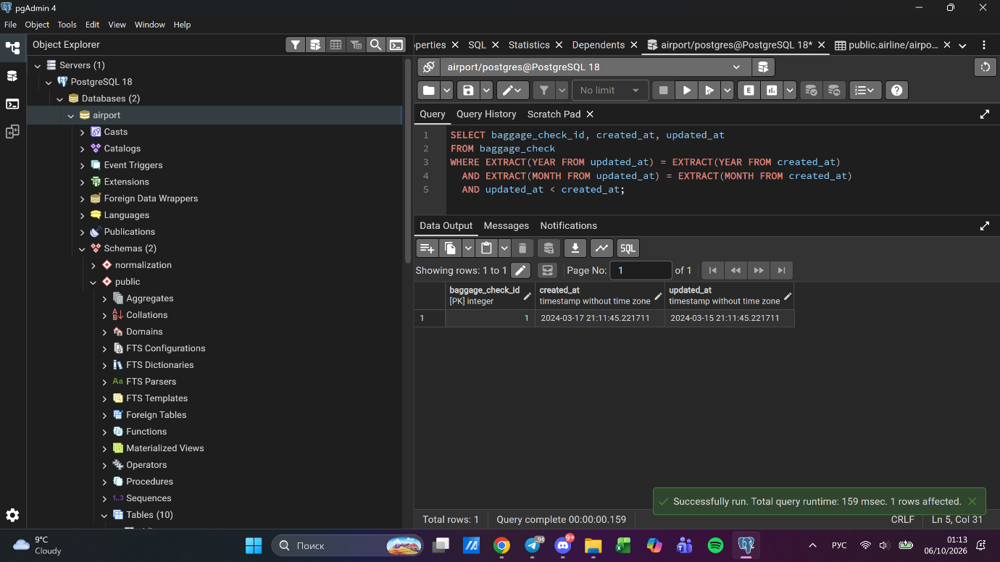 pgAdmin 4
File Object Tools Edit View Window Help
Object Explorer
Servers (1)
PostgreSQL 18
Databases (2)
airport
Casts
Catalogs
Event Triggers
Extensions
Foreign Data Wrappers
Languages
Publications
Schemas (2)
normalization
public
Aggregates
Collations
Domains
FTS Configurations
FTS Dictionaries
FTS Parsers
FTS Templates
Foreign Tables
Functions
Materialized Views
Operators
Procedures
1..3 Sequences
Tables (10)
perties SQL Statistics Dependents airport/postgres@PostgreSQL 18* public.airline/airpo...
airport/postgres@PostgreSQL 18
No limit E
Query Query History Scratch Pad
1 SELECT baggage_check_id, created_at, updated_at
2 FROM baggage_check
3 WHERE EXTRACT(YEAR FROM updated_at) = EXTRACT(YEAR FROM created_at)
4 AND EXTRACT(MONTH FROM updated_at) = EXTRACT(MONTH FROM created_at)
5 AND updated_at < created_at;
Data Output Messages Notifications
SQL
Showing rows: 1 to 1 Page No: 1 of 1
baggage_check_id created_at updated_at
[PK] integer timestamp without time zone timestamp without time zone
1 1 2024-03-17 21:11:45.221711 2024-03-15 21:11:45.221711
Successfully run. Total query runtime: 159 msec. 1 rows affected.
Total rows: 1 Query complete 00:00:00.159 CRLF Ln 5, Col 31
9°C
Cloudy
Поиск
94
9+
РУС
01:13
06/10/2026